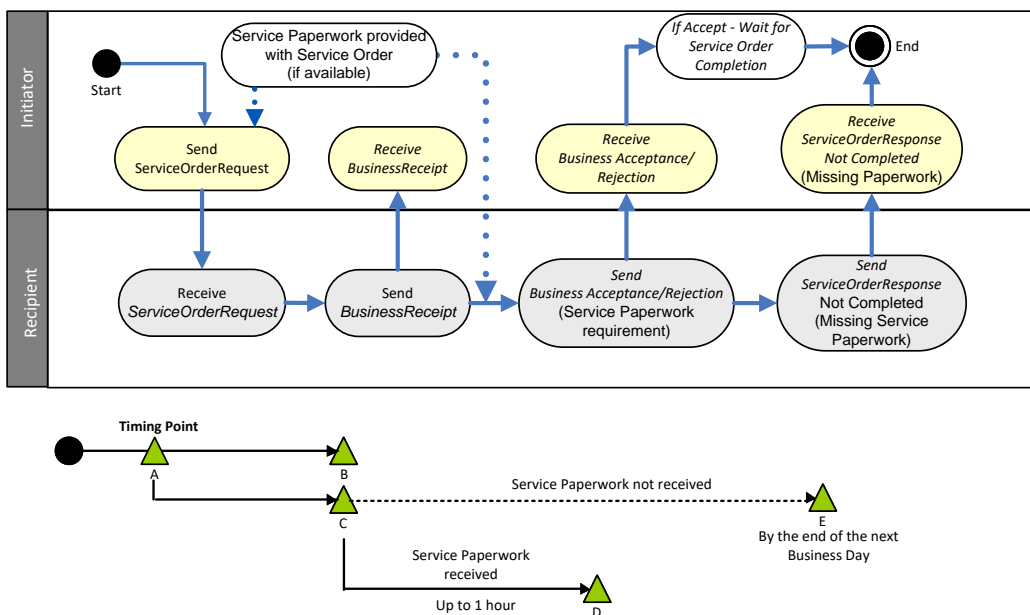 Initiator
Start
Service Paperwork provided
with Service Order
(if available)
If Accept - Wait for
Service Order
Completion
End
Send
ServiceOrderRequest
Receive
BusinessReceipt
Receive
Business Acceptance/
Rejection
Receive
ServiceOrderResponse
Not Completed
(Missing Paperwork)
Recipient
Receive
ServiceOrderRequest
Send
BusinessReceipt
Send
Business Acceptance/Rejection
(Service Paperwork
requirement)
Send
ServiceOrderResponse
Not Completed
(Missing Service
Paperwork)
Timing Point
A
B
C
Service Paperwork not received
E
By the end of the next
Business Day
Service Paperwork
received
Up to 1 hour
D